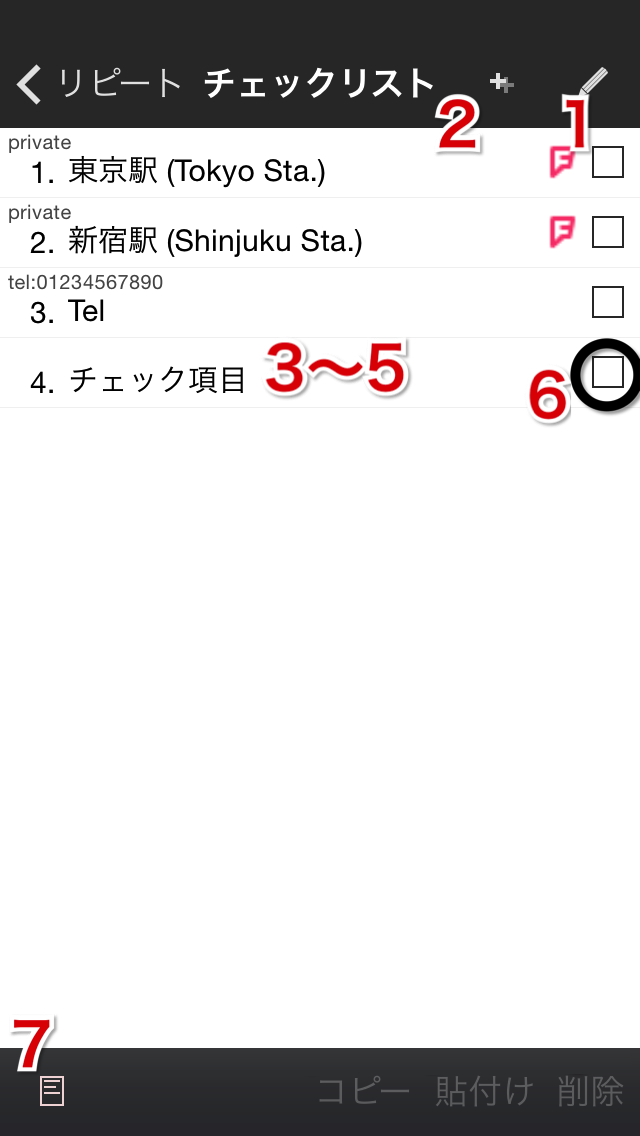 リピート チェックリスト
2 1
private
1. 東京駅 (Tokyo Sta.)
private
2. 新宿駅 (Shinjuku Sta.)
tel:01234567890
3. Tel
4. チェック項目 3〜5 6
7
コピー 貼付け 削除